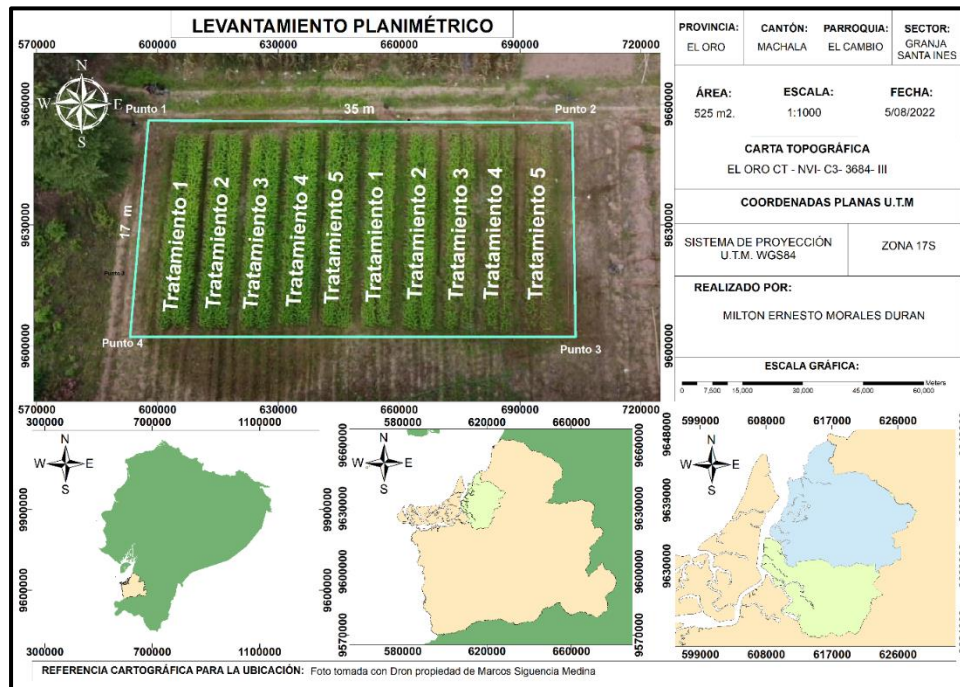 LEVANTAMIENTO PLANIMÉTRICO
570000 600000 630000 660000 690000 720000
9660000
9630000
9600000
N
W E
S
Punto 1
35 m
Punto 2
17 m
Punto 4
Punto 3
Tratamiento 1
Tratamiento 2
Tratamiento 3
Tratamiento 4
Tratamiento 5
Tratamiento 1
Tratamiento 2
Tratamiento 3
Tratamiento 4
Tratamiento 5
9660000
9630000
9600000
570000 600000 630000 660000 690000 720000
PROVINCIA: CANTÓN: PARROQUIA: SECTOR:
EL ORO MACHALA EL CAMBIO GRANJA
SANTA INES
ÁREA: ESCALA: FECHA:
525 m2. 1:1000 5/08/2022
CARTA TOPOGRÁFICA
EL ORO CT - NVI- C3- 3684- III
COORDENADAS PLANAS U.T.M
SISTEMA DE PROYECCIÓN
U.T.M. WGS84
ZONA 17S
REALIZADO POR:
MILTON ERNESTO MORALES DURAN
ESCALA GRÁFICA:
Meters
0 7,500 15,000 30,000 45,000 60,000
300000 700000 1100000
N
W E
S
9900000
9600000
9900000
9600000
300000 700000 1100000
580000 620000 660000
N
W E
S
9660000
9630000
9600000
9570000
9660000
9630000
9600000
9570000
580000 620000 660000
599000 608000 617000 626000
N
W E
S
9648000
9639000
9630000
599000 608000 617000 626000
REFERENCIA CARTOGRÁFICA PARA LA UBICACIÓN: Foto tomada con Dron propiedad de Marcos Siguencia Medina